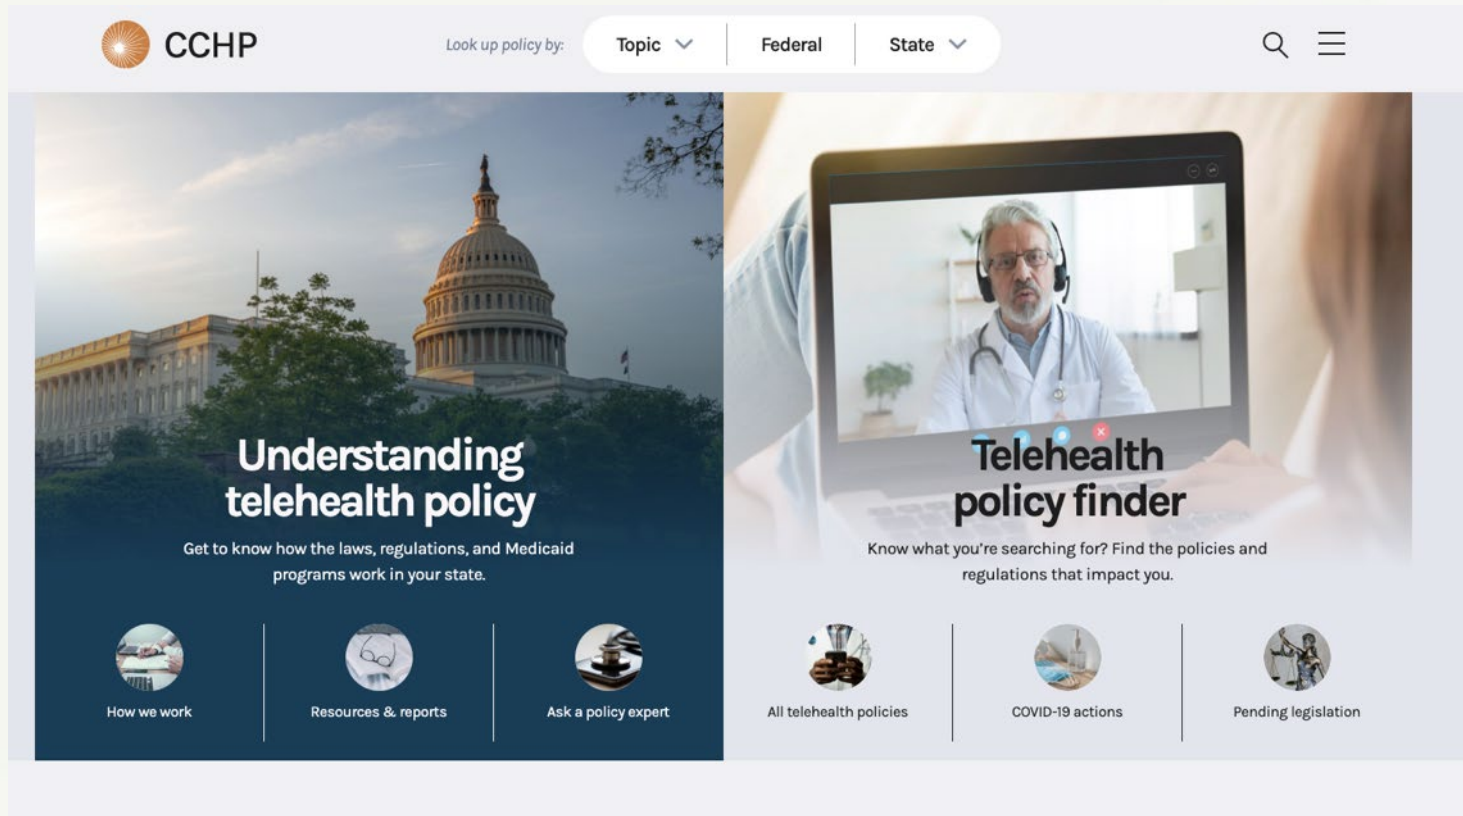 CCHP
Look up policy by:
Topic
Federal
State
Understanding
telehealth policy
Get to know how the laws, regulations, and Medicaid
programs work in your state.
How we work
Resources & reports
Ask a policy expert
Telehealth
policy finder
Know what you're searching for? Find the policies and
regulations that impact you.
All telehealth policies
COVID-19 actions
Pending legislation